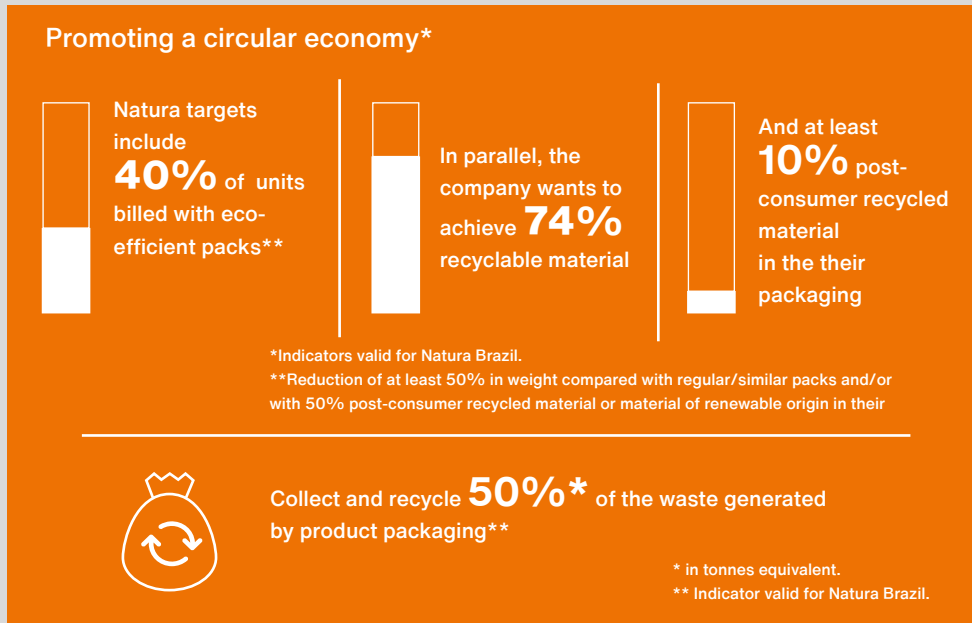 Promoting a circular economy*
Natura targets
include
40% of units
billed with eco-
efficient packs**
In parallel, the
company wants to
achieve 74%
recyclable material
And at least
10% post-
consumer recycled
material
in the their
packaging
*Indicators valid for Natura Brazil.
**Reduction of at least 50% in weight compared with regular/similar packs and/or
with 50% post-consumer recycled material or material of renewable origin in their
Collect and recycle 50%* of the waste generated
by product packaging**
* in tonnes equivalent.
** Indicator valid for Natura Brazil.